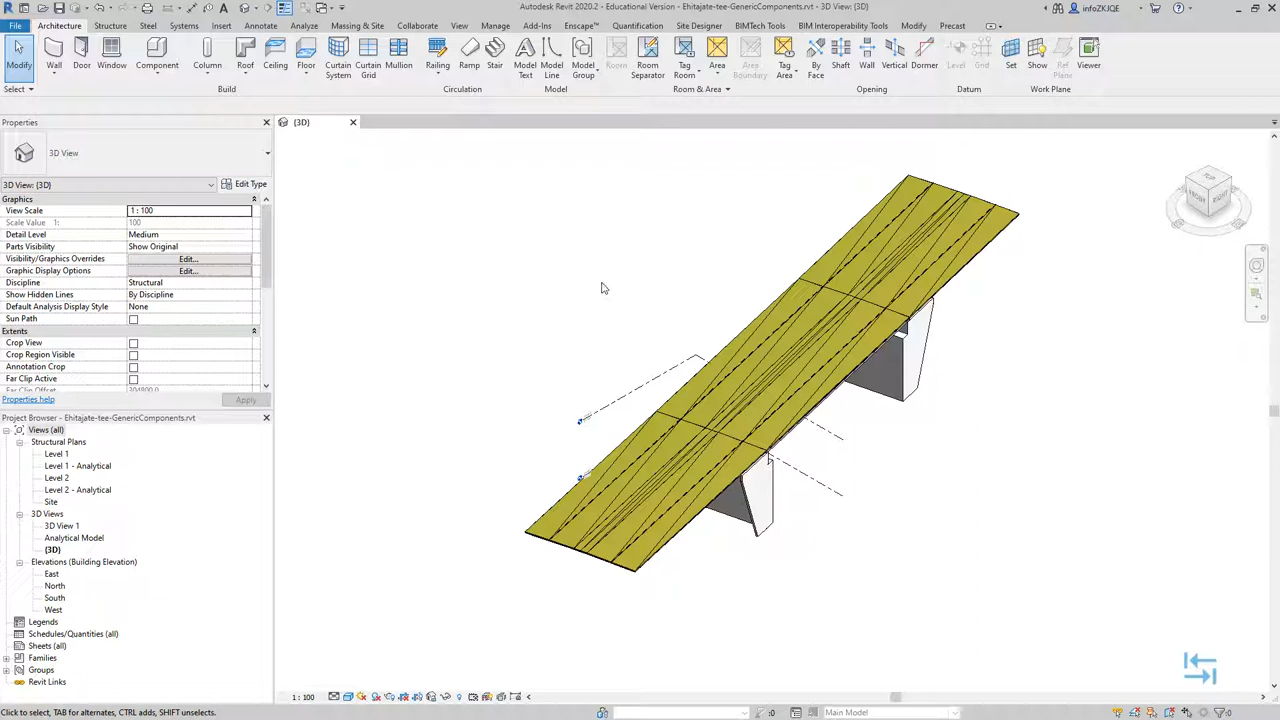 Autodesk Revit 2020.2 - Educational Version - Ehitajate-tee-GenericComponents.rvt - 3D View: {3D}
infoZKJQE
File Architecture Structure Steel Systems Insert Annotate Analyze Massing & Site Collaborate View Manage Add-Ins Enscape™ Quantification Site Designer BIMTech Tools BIM Interoperability Tools Modify Precast
Modify Wall Door Window Component Column Roof Ceiling Floor Curtain System Curtain Grid Mullion Railing Ramp Stair Model Text Model Line Model Group Room Room Separator Tag Room Area Area Boundary Tag Area By Face Shaft Wall Vertical Dormer Level Grid Set Show Ref Plane Viewer
Select Build Circulation Model Room & Area Opening Datum Work Plane
Properties
{3D}
3D View
3D View: {3D} Edit Type
Graphics
View Scale 1 : 100
Scale Value 1: 100
Detail Level Medium
Parts Visibility Show Original
Visibility/Graphics Overrides Edit...
Graphic Display Options Edit...
Discipline Structural
Show Hidden Lines By Discipline
Default Analysis Display Style None
Sun Path
Extents
Crop View
Crop Region Visible
Annotation Crop
Far Clip Active
Far Clip Offset 304800.0
Properties help Apply
Project Browser - Ehitajate-tee-GenericComponents.rvt
Views (all)
Structural Plans
Level 1
Level 1 - Analytical
Level 2
Level 2 - Analytical
Site
3D Views
3D View 1
Analytical Model
{3D}
Elevations (Building Elevation)
East
North
South
West
Legends
Schedules/Quantities (all)
Sheets (all)
Families
Groups
Revit Links
TOP
FRONT RIGHT
1 : 100
Click to select, TAB for alternates, CTRL adds, SHIFT unselects.
:0 Main Model :0